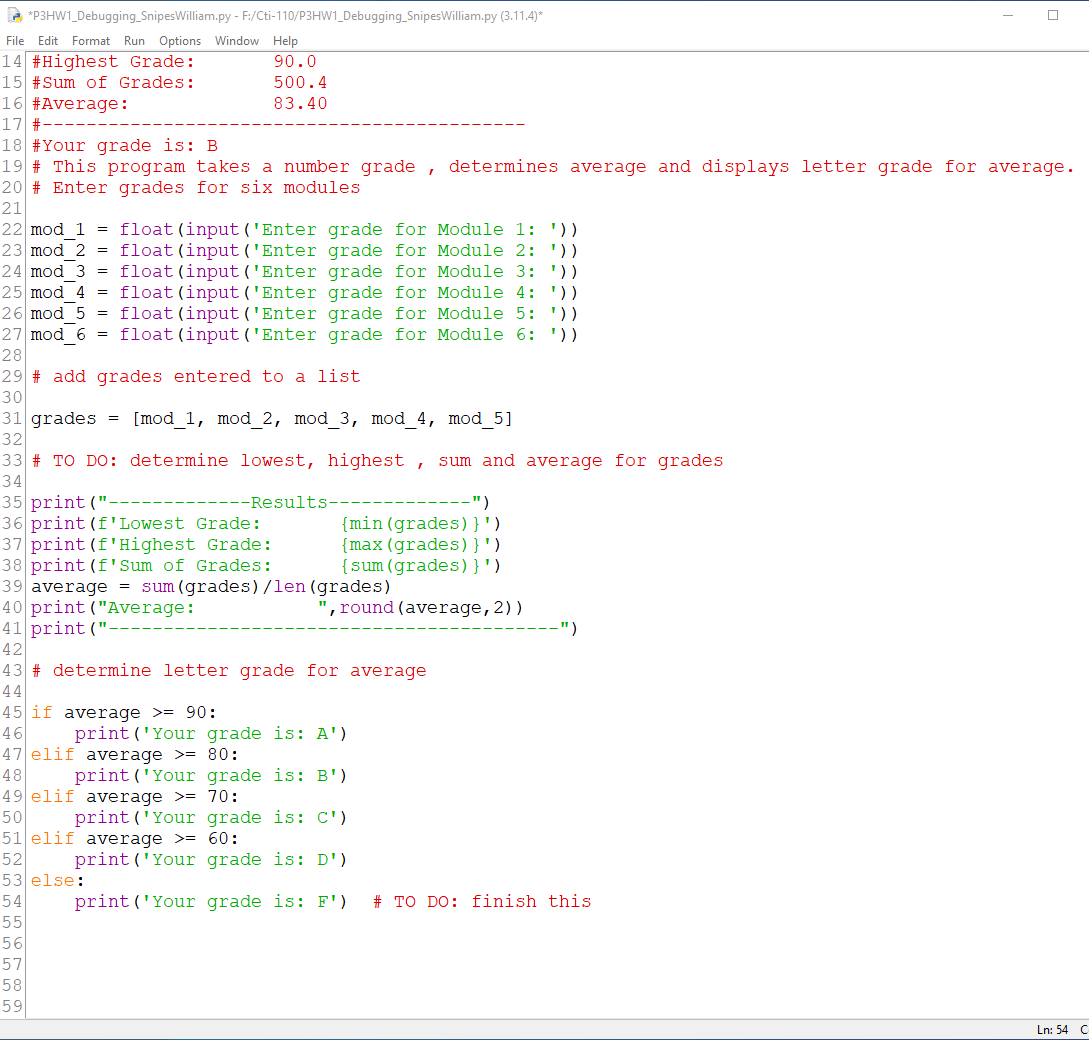 *P3HW1_Debugging_SnipesWilliam.py - F:/Cti-110/P3HW1_Debugging_SnipesWilliam.py (3.11.4)*
File Edit Format Run Options Window Help
14 #Highest Grade:       90.0
15 #Sum of Grades:       500.4
16 #Average:             83.40
17 #--------------------------------------------
18 #Your grade is: B
19 # This program takes a number grade , determines average and displays letter grade for average.
20 # Enter grades for six modules
21
22 mod_1 = float(input('Enter grade for Module 1: '))
23 mod_2 = float(input('Enter grade for Module 2: '))
24 mod_3 = float(input('Enter grade for Module 3: '))
25 mod_4 = float(input('Enter grade for Module 4: '))
26 mod_5 = float(input('Enter grade for Module 5: '))
27 mod_6 = float(input('Enter grade for Module 6: '))
28
29 # add grades entered to a list
30
31 grades = [mod_1, mod_2, mod_3, mod_4, mod_5]
32
33 # TO DO: determine lowest, highest , sum and average for grades
34
35 print("-------------Results-------------")
36 print(f'Lowest Grade:       {min(grades)}')
37 print(f'Highest Grade:      {max(grades)}')
38 print(f'Sum of Grades:      {sum(grades)}')
39 average = sum(grades)/len(grades)
40 print("Average:           ",round(average,2))
41 print("-----------------------------------------")
42
43 # determine letter grade for average
44
45 if average >= 90:
46     print('Your grade is: A')
47 elif average >= 80:
48     print('Your grade is: B')
49 elif average >= 70:
50     print('Your grade is: C')
51 elif average >= 60:
52     print('Your grade is: D')
53 else:
54     print('Your grade is: F')  # TO DO: finish this
55
56
57
58
59
Ln: 54 C